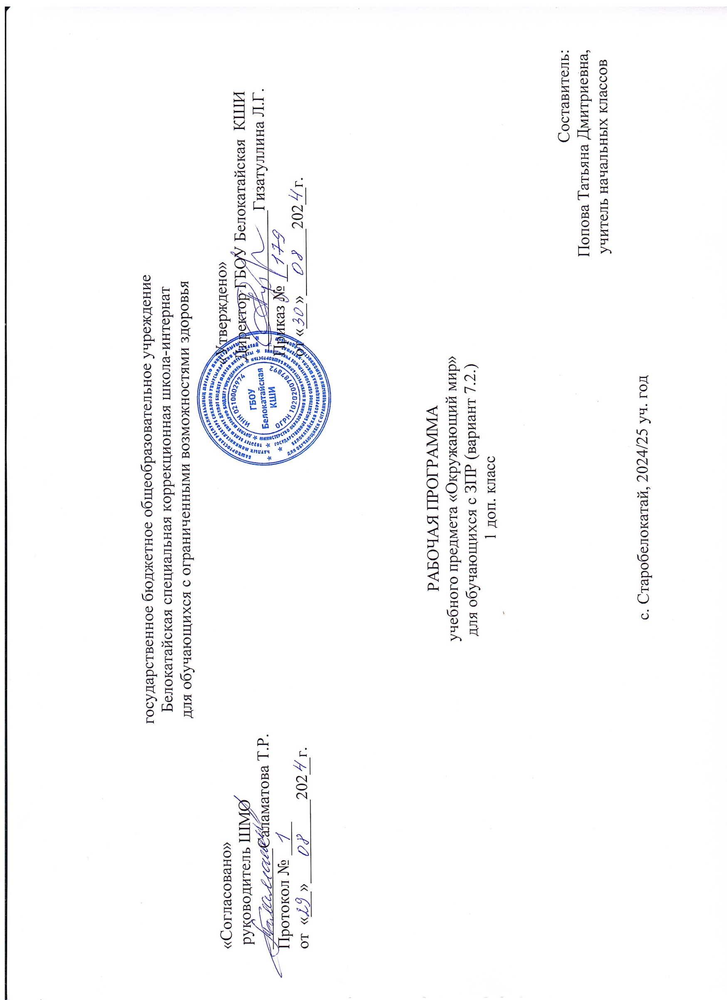 государственное бюджетное общеобразовательное учреждение
Белокатайская специальная коррекционная школа-интернат
для обучающихся с ограниченными возможностями здоровья
«Согласовано»
руководитель ШМО
Саламатова Т.Р.
Протокол № 1
от «29» 08 2024 г.
«Утверждено»
Директор ГБОУ Белокатайская КШИ
Гизатуллина Л.Г.
Приказ № 179
от «30» 08 2024 г.
ИНН 0210002974
ГБОУ
Белокатайская
КШИ
ОГРН 1020200787892
РАБОЧАЯ ПРОГРАММА
учебного предмета «Окружающий мир»
для обучающихся с ЗПР (вариант 7.2.)
1 доп. класс
Составитель:
Попова Татьяна Дмитриевна,
учитель начальных классов
с. Старобелокатай, 2024/25 уч. год